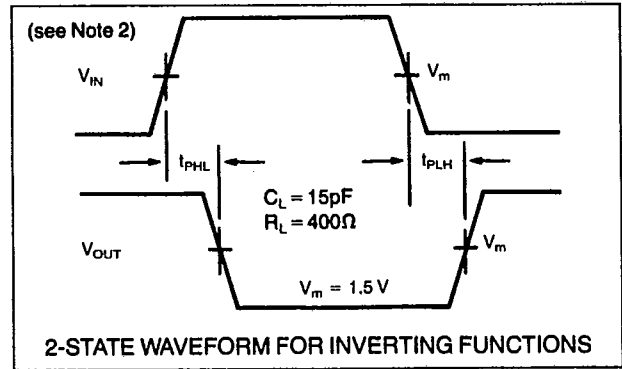 (see Note 2)
V_IN
V_m
t_PHL
t_PLH
C_L = 15pF
R_L = 400Ω
V_OUT
V_m
V_m = 1.5 V
2-STATE WAVEFORM FOR INVERTING FUNCTIONS